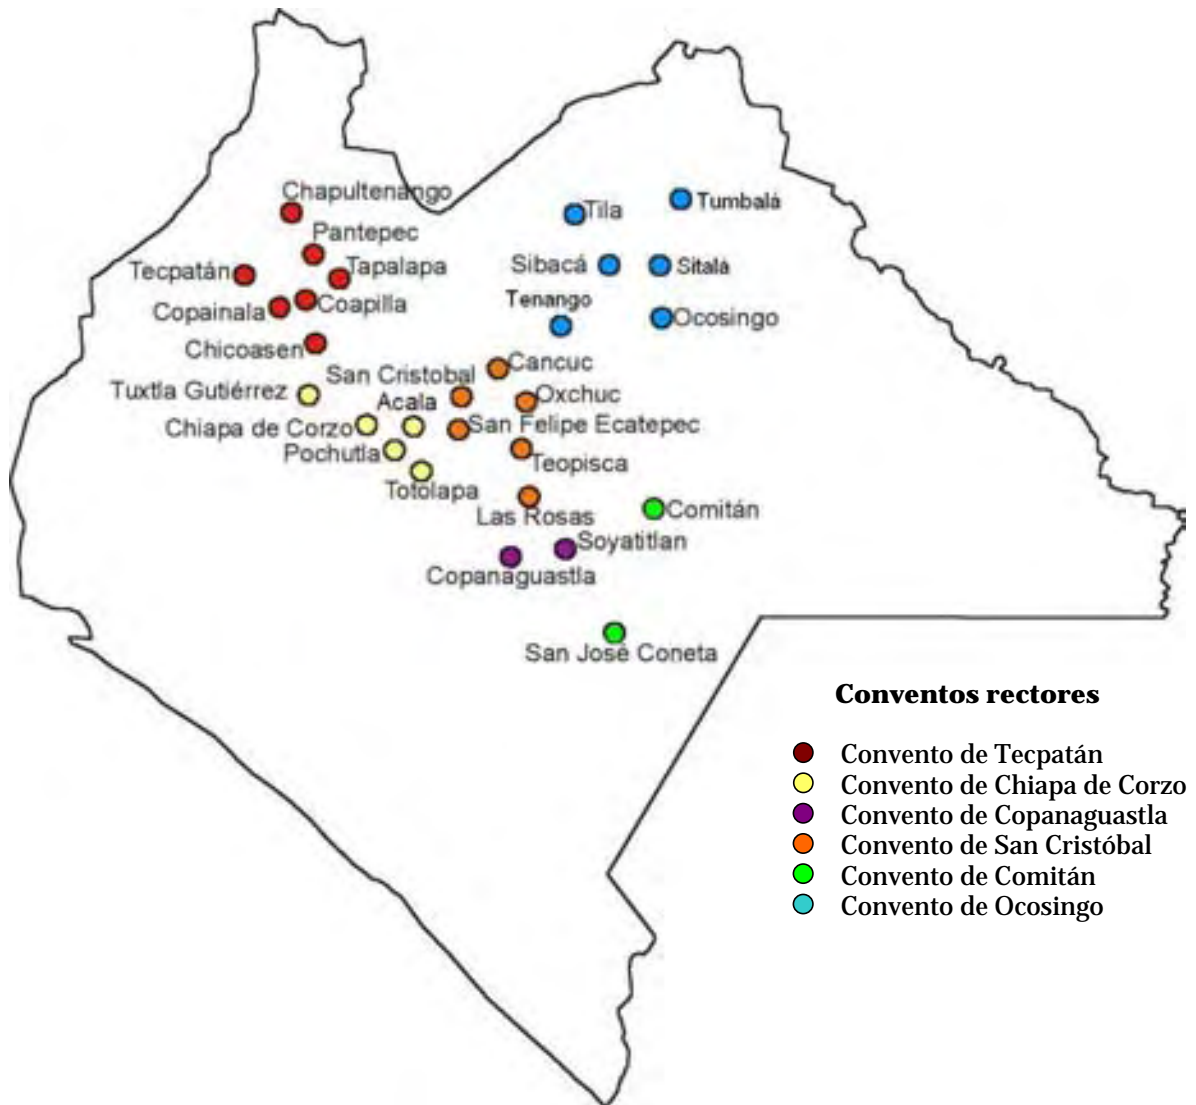 Chapultenango
Pantepec
Tecpatán
Tapalapa
Copainala
Coapilla
Chicoasen
Tila
Tumbalá
Sibacá
Sitalá
Tenango
Ocosingo
Cancuc
San Cristobal
Tuxtla Gutiérrez
Acala
Oxchuc
Chiapa de Corzo
San Felipe Ecatepec
Pochutla
Teopisca
Totolapa
Las Rosas
Comitán
Soyatitlan
Copanaguastla
San José Coneta
Conventos rectores
Convento de Tecpatán
Convento de Chiapa de Corzo
Convento de Copanaguastla
Convento de San Cristóbal
Convento de Comitán
Convento de Ocosingo